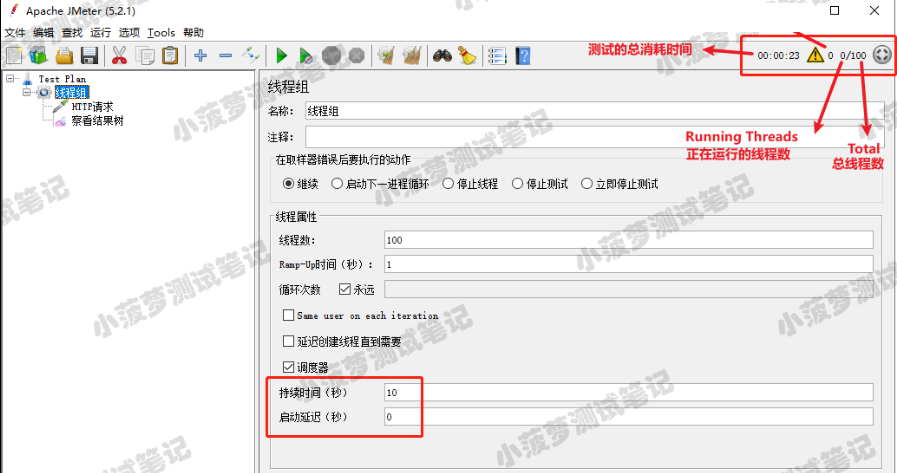 Apache JMeter (5.2.1)
文件 编辑 查找 运行 选项 Tools 帮助
测试的总消耗时间
00:00:23 0 0/100
Running Threads
正在运行的线程数
Total
总线程数
Test Plan
线程组
HTTP请求
察看结果树
线程组
名称: 线程组
注释:
在取样器错误后要执行的动作
继续 启动下一进程循环 停止线程 停止测试 立即停止测试
线程属性
线程数: 100
Ramp-Up时间（秒）: 1
循环次数 永远
Same user on each iteration
延迟创建线程直到需要
调度器
持续时间（秒） 10
启动延迟（秒） 0
小菠萝测试笔记
小菠萝测试笔记
小菠萝测试笔记
小菠萝测试笔记
小菠萝测试笔记
小菠萝测试笔记
小菠萝测试笔记